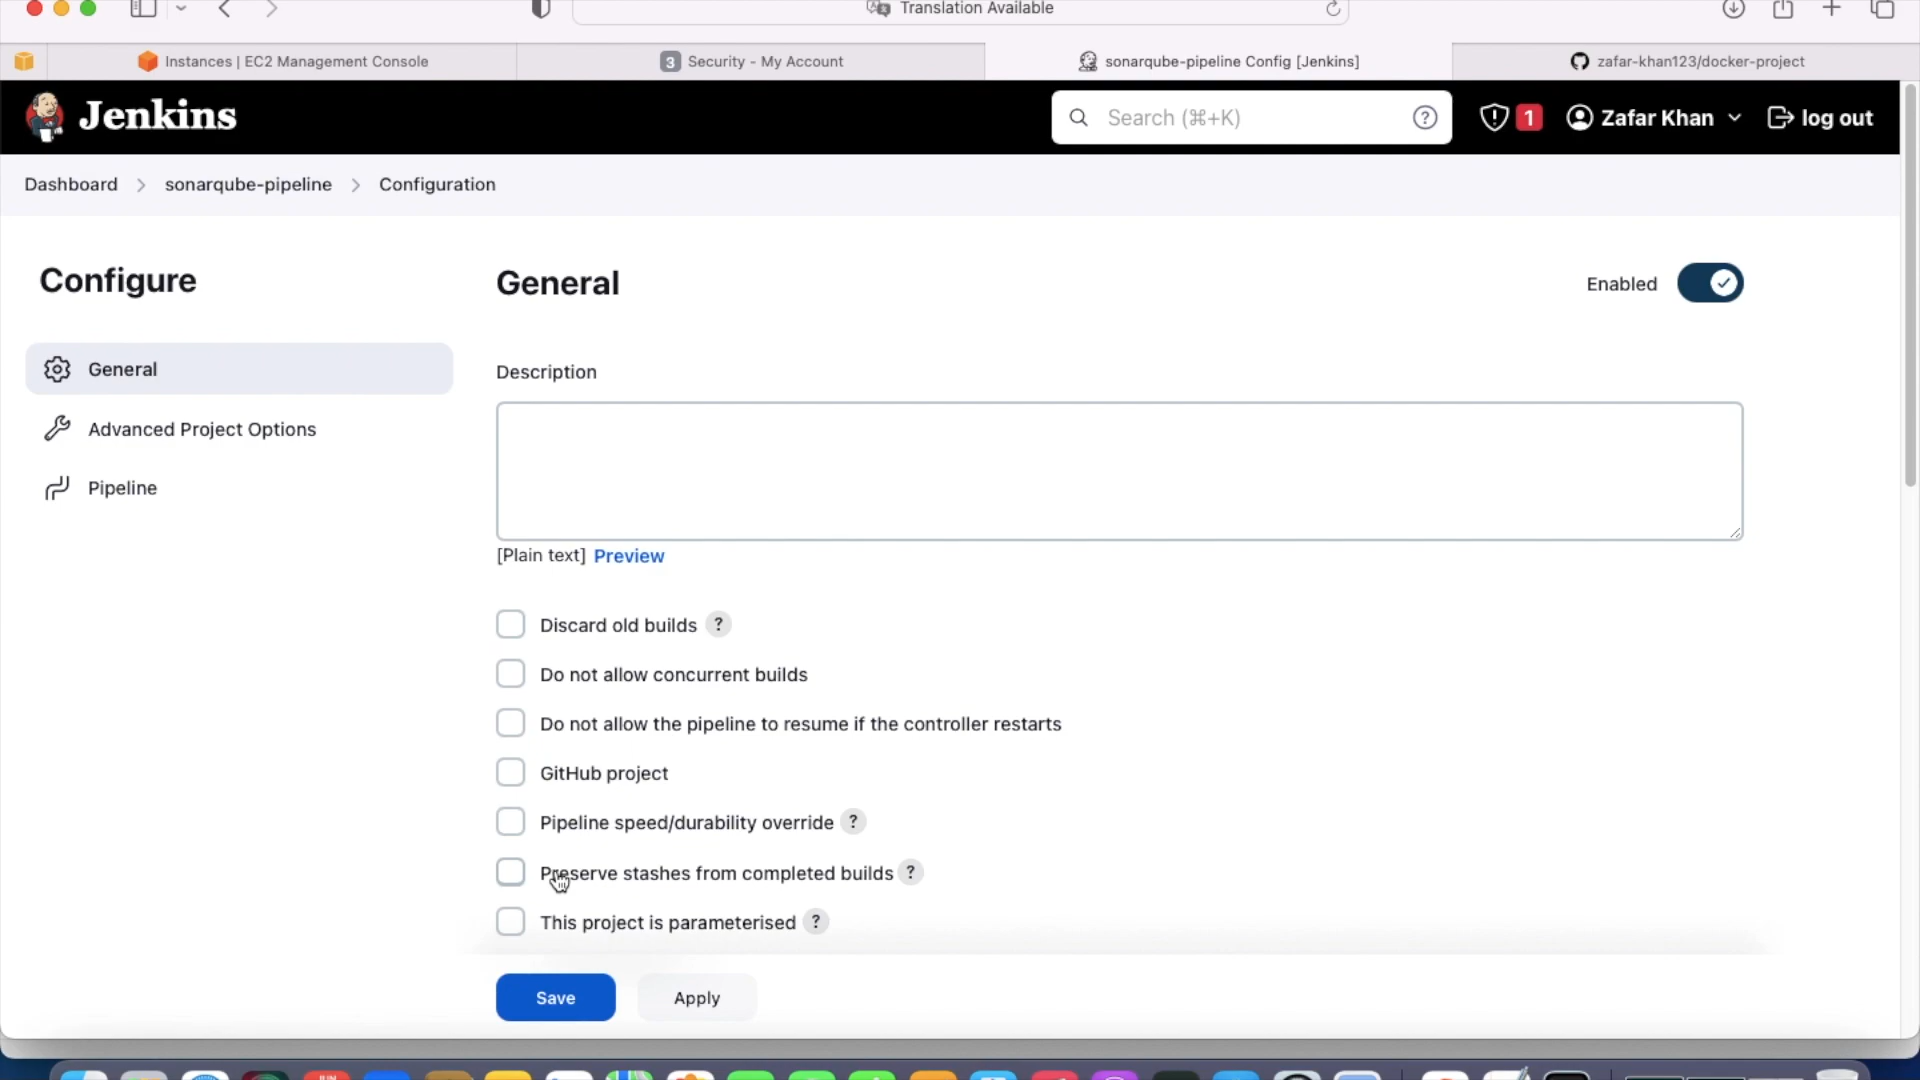 Translation Available
Instances | EC2 Management Console
3 Security - My Account
sonarqube-pipeline Config [Jenkins]
zafar-khan123/docker-project
Jenkins
Search (⌘+K)
?
1
Zafar Khan
log out
Dashboard
sonarqube-pipeline
Configuration
Configure
General
Advanced Project Options
Pipeline
General
Enabled
Description
[Plain text] Preview
Discard old builds ?
Do not allow concurrent builds
Do not allow the pipeline to resume if the controller restarts
GitHub project
Pipeline speed/durability override ?
Preserve stashes from completed builds ?
This project is parameterised ?
Save
Apply